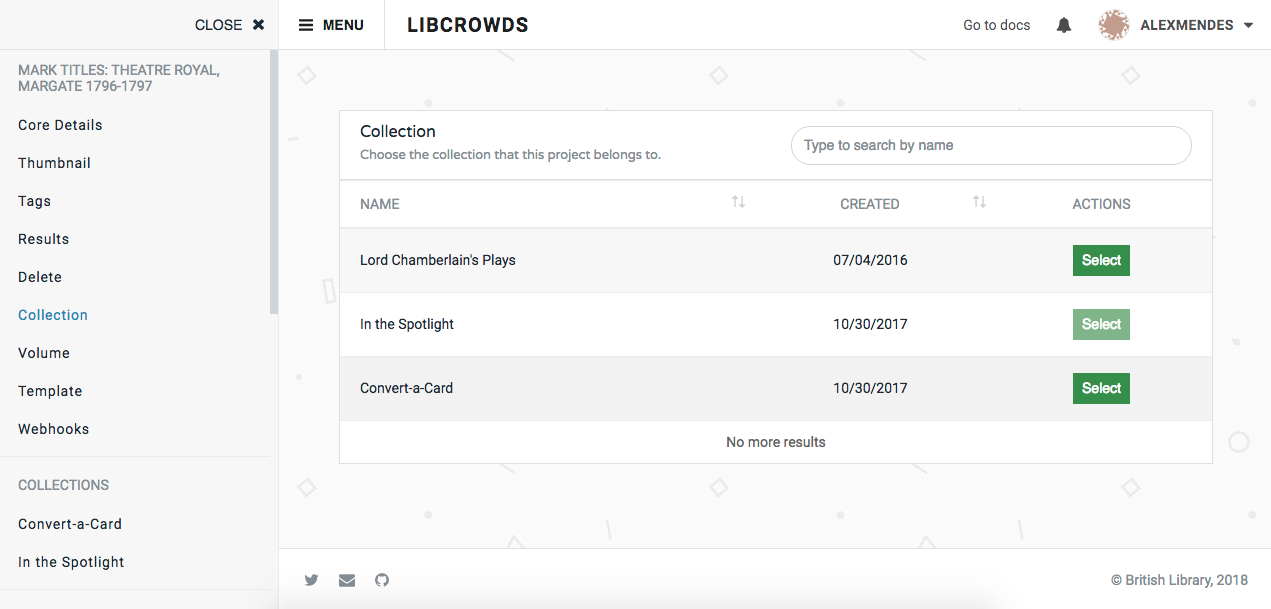 CLOSE ✖
MENU
LIBCROWDS
Go to docs
ALEXMENDES
MARK TITLES: THEATRE ROYAL,
MARGATE 1796-1797
Core Details
Thumbnail
Tags
Results
Delete
Collection
Volume
Template
Webhooks
COLLECTIONS
Convert-a-Card
In the Spotlight
Collection
Choose the collection that this project belongs to.
Type to search by name
NAME CREATED ACTIONS
Lord Chamberlain's Plays 07/04/2016 Select
In the Spotlight 10/30/2017 Select
Convert-a-Card 10/30/2017 Select
No more results
© British Library, 2018